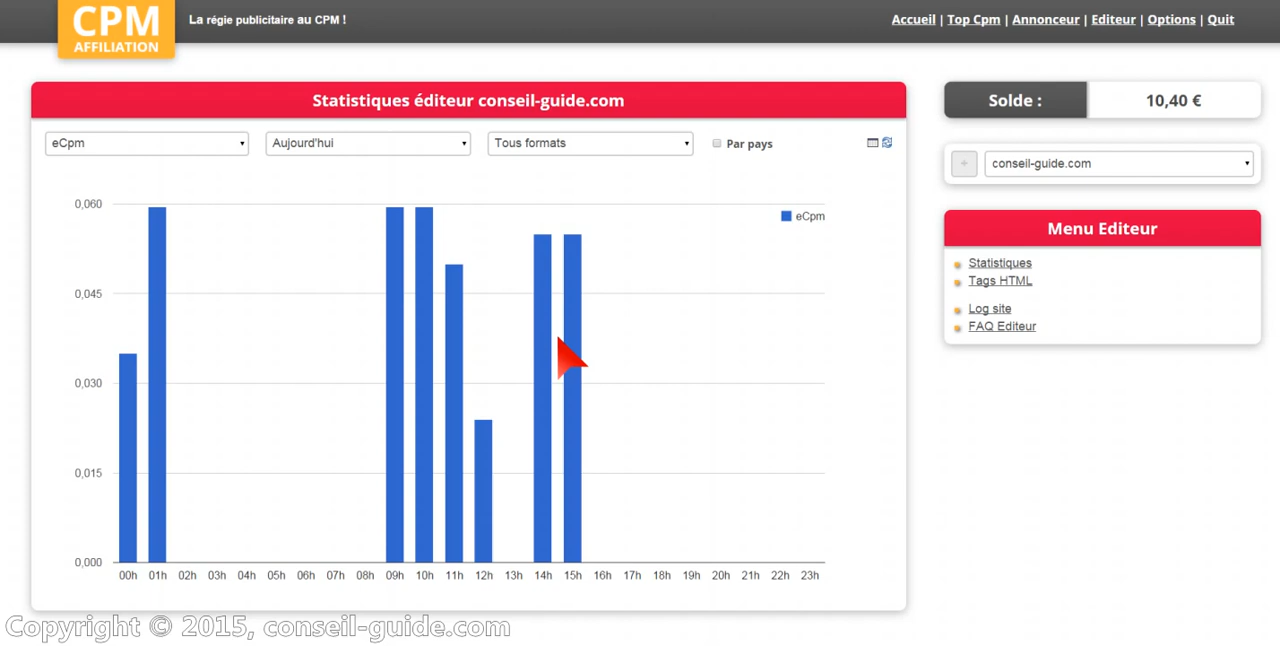 CPM
AFFILIATION
La régie publicitaire au CPM !
Accueil | Top Cpm | Annonceur | Editeur | Options | Quit
Statistiques éditeur conseil-guide.com
Solde :
10,40 €
eCpm
Aujourd'hui
Tous formats
Par pays
+
conseil-guide.com
Menu Editeur
Statistiques
Tags HTML
Log site
FAQ Editeur
eCpm
0,060
0,045
0,030
0,015
0,000
00h 01h 02h 03h 04h 05h 06h 07h 08h 09h 10h 11h 12h 13h 14h 15h 16h 17h 18h 19h 20h 21h 22h 23h
Copyright © 2015, conseil-guide.com